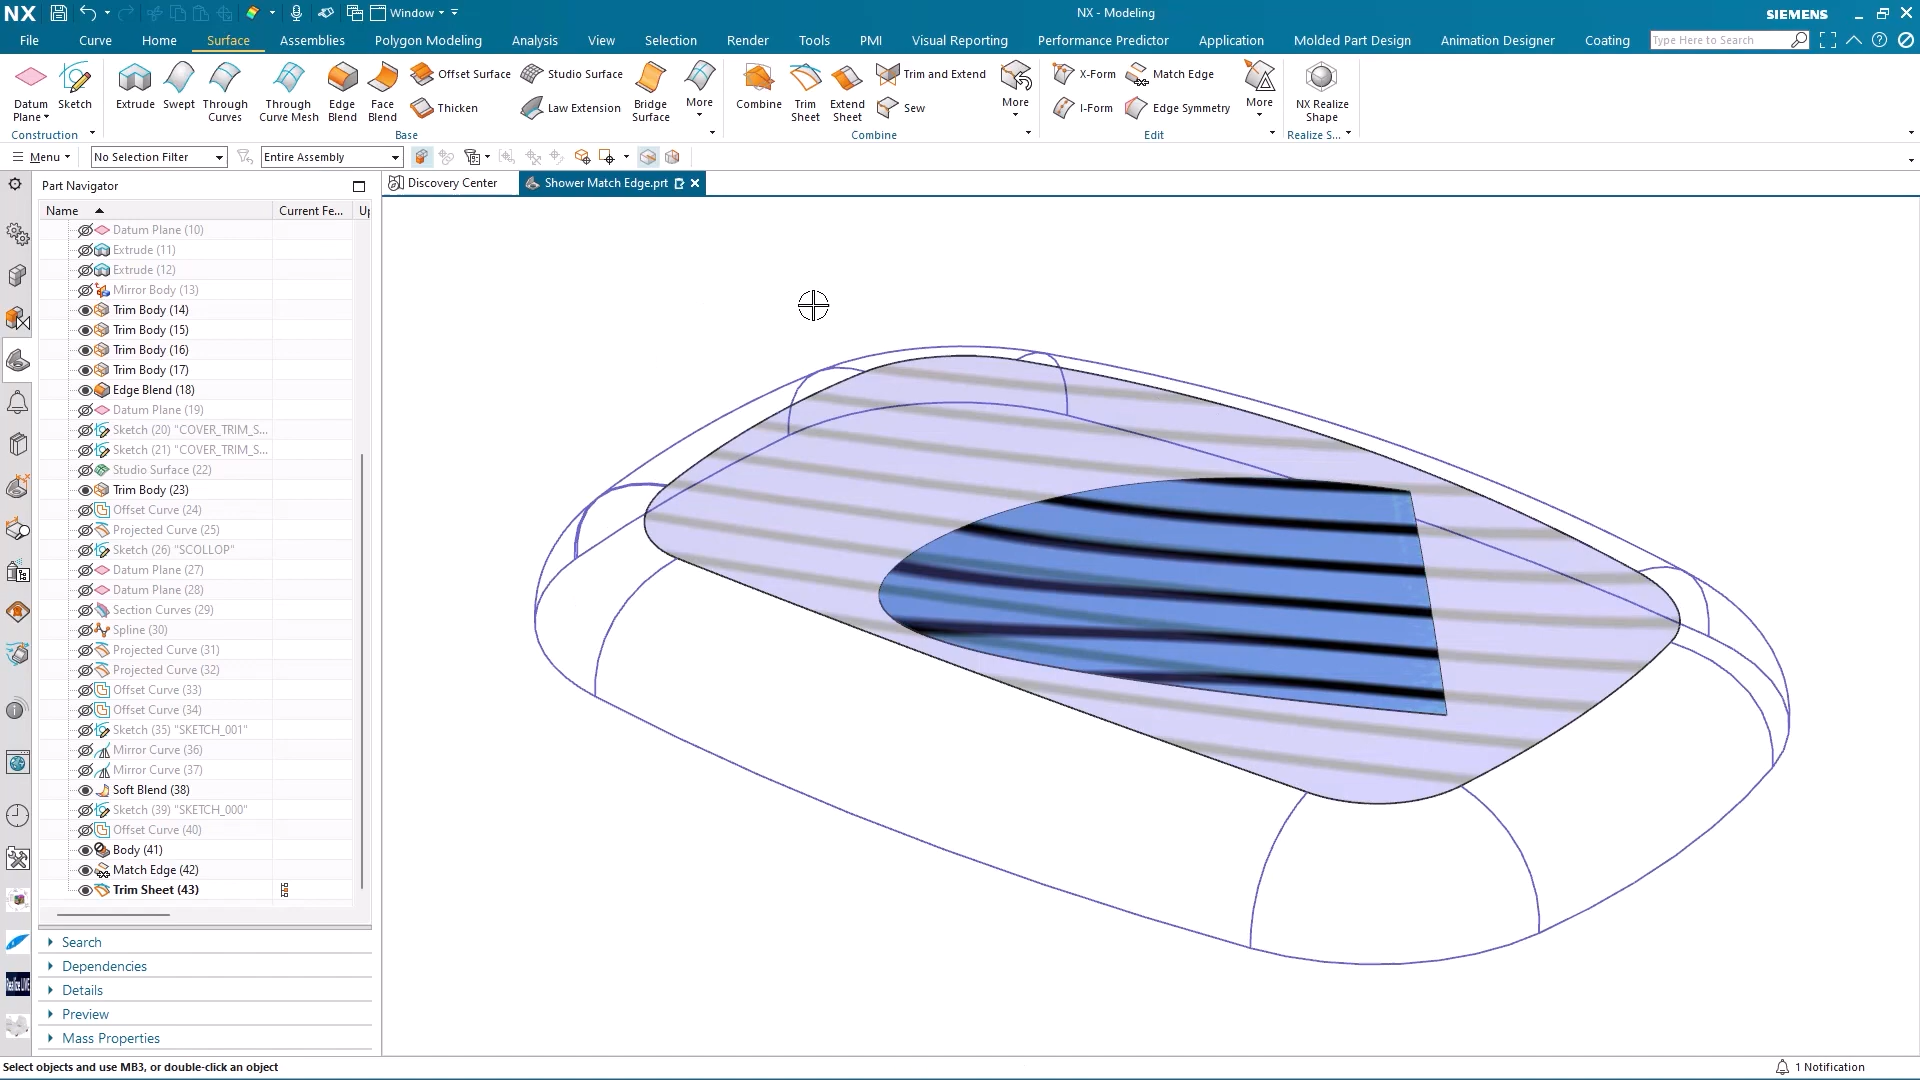 NX
Window
NX - Modeling
SIEMENS
File
Curve
Home
Surface
Assemblies
Polygon Modeling
Analysis
View
Selection
Render
Tools
PMI
Visual Reporting
Performance Predictor
Application
Molded Part Design
Animation Designer
Coating
Type Here to Search
Datum Plane
Sketch
Extrude
Swept
Through Curves
Through Curve Mesh
Edge Blend
Face Blend
Offset Surface
Thicken
Studio Surface
Law Extension
Bridge Surface
More
Combine
Trim Sheet
Extend Sheet
Trim and Extend
Sew
More
X-Form
I-Form
Match Edge
Edge Symmetry
More
NX Realize Shape
Construction
Base
Combine
Edit
Realize S...
Menu
No Selection Filter
Entire Assembly
Part Navigator
Discovery Center
Shower Match Edge.prt
Name
Current Fe...
Datum Plane (10)
Extrude (11)
Extrude (12)
Mirror Body (13)
Trim Body (14)
Trim Body (15)
Trim Body (16)
Trim Body (17)
Edge Blend (18)
Datum Plane (19)
Sketch (20) "COVER_TRIM_S...
Sketch (21) "COVER_TRIM_S...
Studio Surface (22)
Trim Body (23)
Offset Curve (24)
Projected Curve (25)
Sketch (26) "SCOLLOP"
Datum Plane (27)
Datum Plane (28)
Section Curves (29)
Spline (30)
Projected Curve (31)
Projected Curve (32)
Offset Curve (33)
Offset Curve (34)
Sketch (35) "SKETCH_001"
Mirror Curve (36)
Mirror Curve (37)
Soft Blend (38)
Sketch (39) "SKETCH_000"
Offset Curve (40)
Body (41)
Match Edge (42)
Trim Sheet (43)
Search
Dependencies
Details
Preview
Mass Properties
Select objects and use MB3, or double-click an object
1 Notification